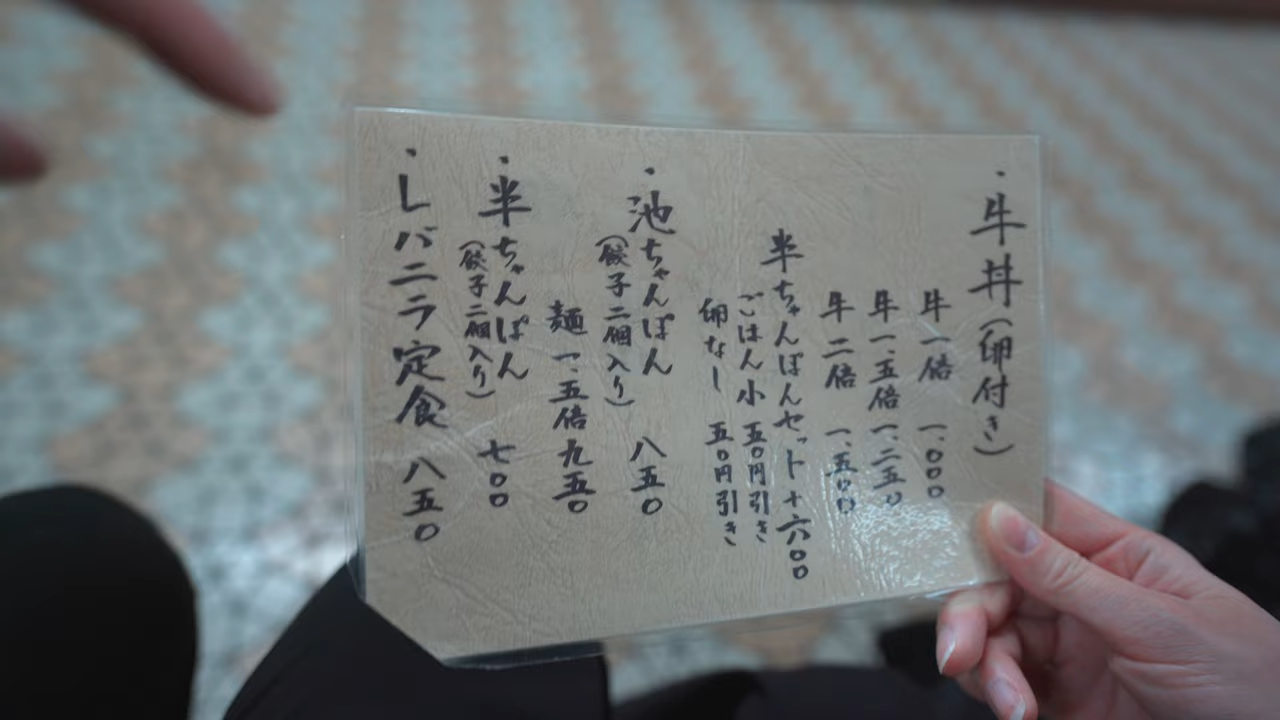 ・牛丼(卵付き)
牛一倍 一.〇〇〇
牛一.五倍 一.二五〇
牛二倍 一.五〇〇
半ちゃんぽんセット+六〇〇
ごはん小 五〇円引き
卵なし 五〇円引き
・池ちゃんぽん 八五〇
(餃子二個入り)
麺一.五倍 九五〇
・半ちゃんぽん 七〇〇
(餃子二個入り)
・レバニラ定食 八五〇